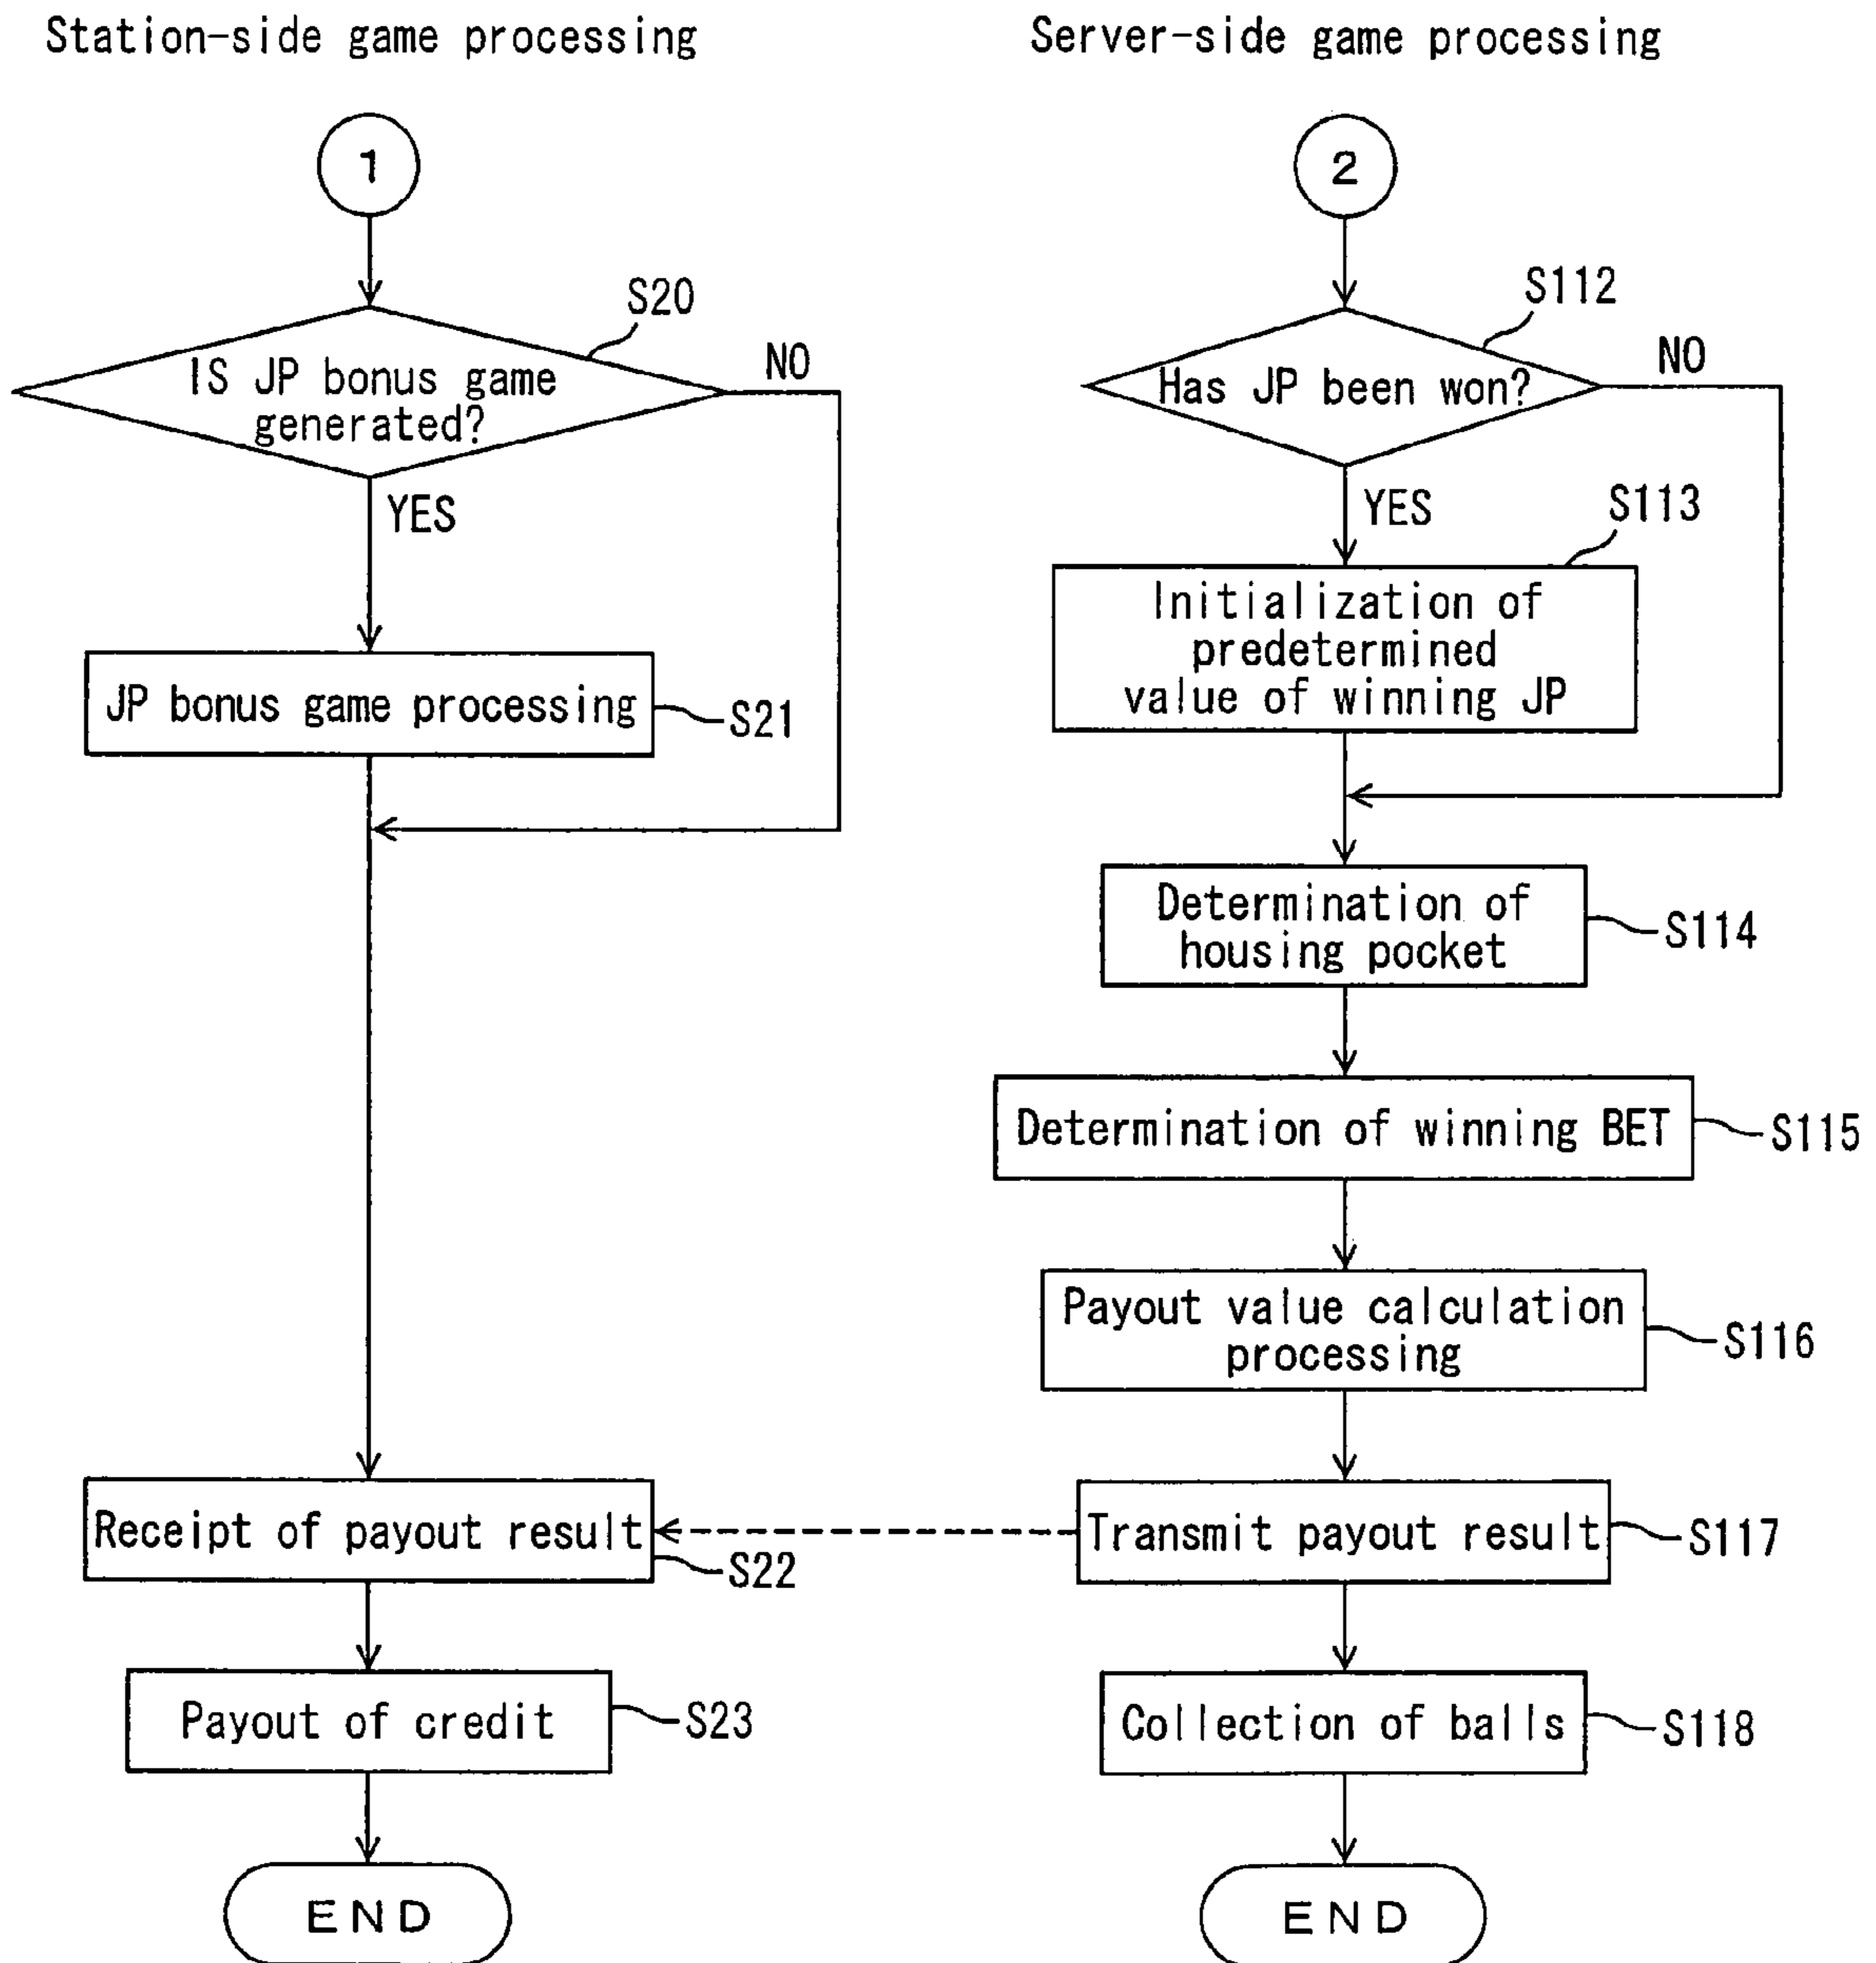 Station-side game processing
Server-side game processing
1
2
S20
IS JP bonus game
generated?
NO
YES
JP bonus game processing
S21
S112
Has JP been won?
NO
YES
S113
Initialization of
predetermined
value of winning JP
Determination of
housing pocket
S114
Determination of winning BET
S115
Payout value calculation
processing
S116
Receipt of payout result
S22
Transmit payout result
S117
Payout of credit
S23
Collection of balls
S118
END
END